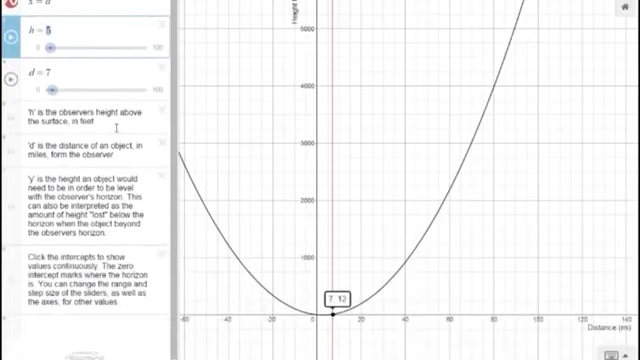 x = d
h = 5
0
100
d = 7
0
100
'h' is the observers height above
the surface, in feet
'd' is the distance of an object, in
miles, form the observer
'y' is the height an object would
need to be in order to be level
with the observer's horizon. This
can also be interpreted as the
amount of height "lost" below the
horizon when the object beyond
the observers horizon.
Click the intercepts to show
values continuously. The zero
intercept marks where the horizon
is. You can change the range and
step size of the sliders, as well as
the axes, for other values
Height
5000
4000
3000
2000
1000
7 12
-60
-40
-20
0
20
40
60
80
100
120
140
Distance (mi)